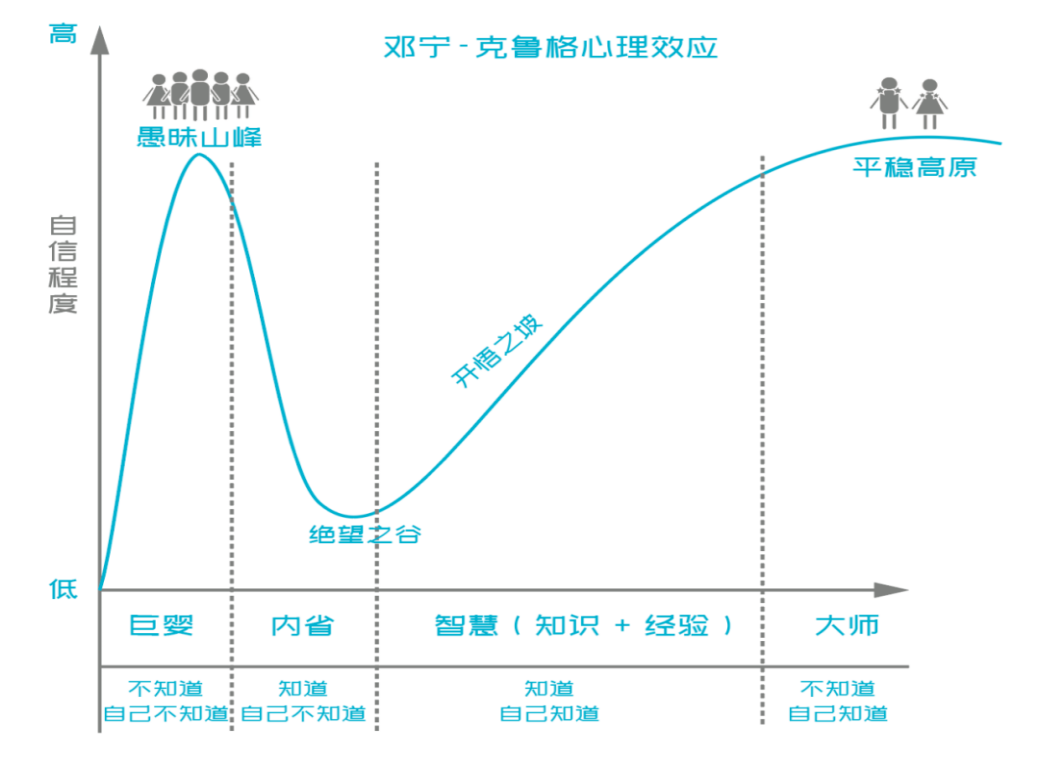 高
邓宁-克鲁格心理效应
愚昧山峰
平稳高原
自信程度
开悟之坡
绝望之谷
低
巨婴
内省
智慧（知识 + 经验）
大师
不知道
自己不知道
知道
自己不知道
知道
自己知道
不知道
自己知道